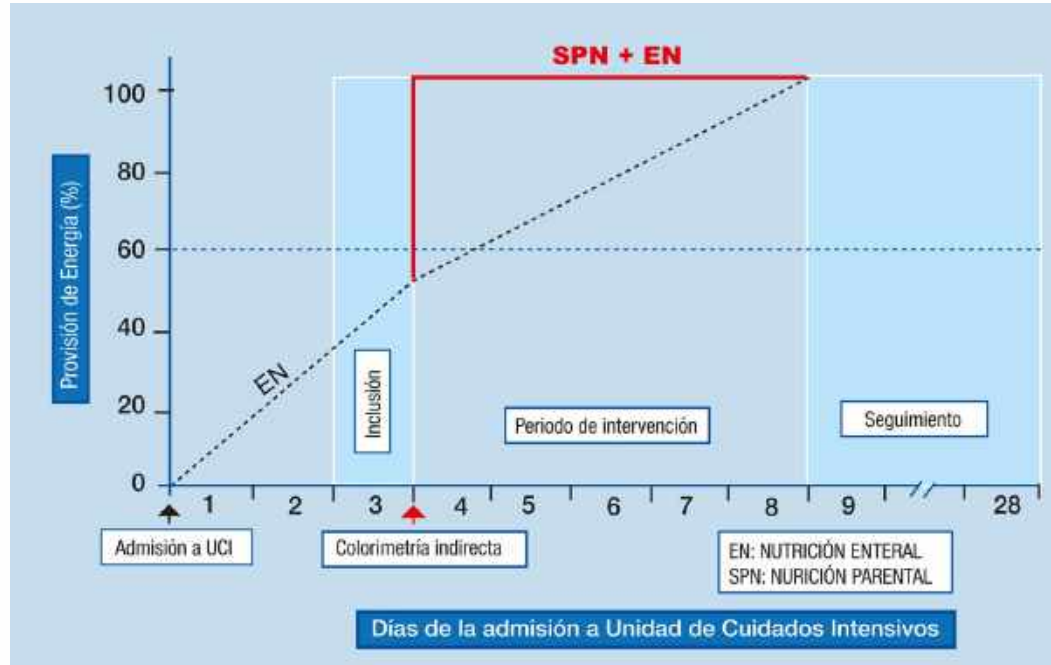 SPN + EN
100
80
60
40
20
0
Provisión de Energía (%)
EN
Inclusión
Periodo de intervención
Seguimiento
1 2 3 4 5 6 7 8 9 28
Admisión a UCI
Colorimetría indirecta
EN: NUTRICIÓN ENTERAL
SPN: NURICIÓN PARENTAL
Días de la admisión a Unidad de Cuidados Intensivos